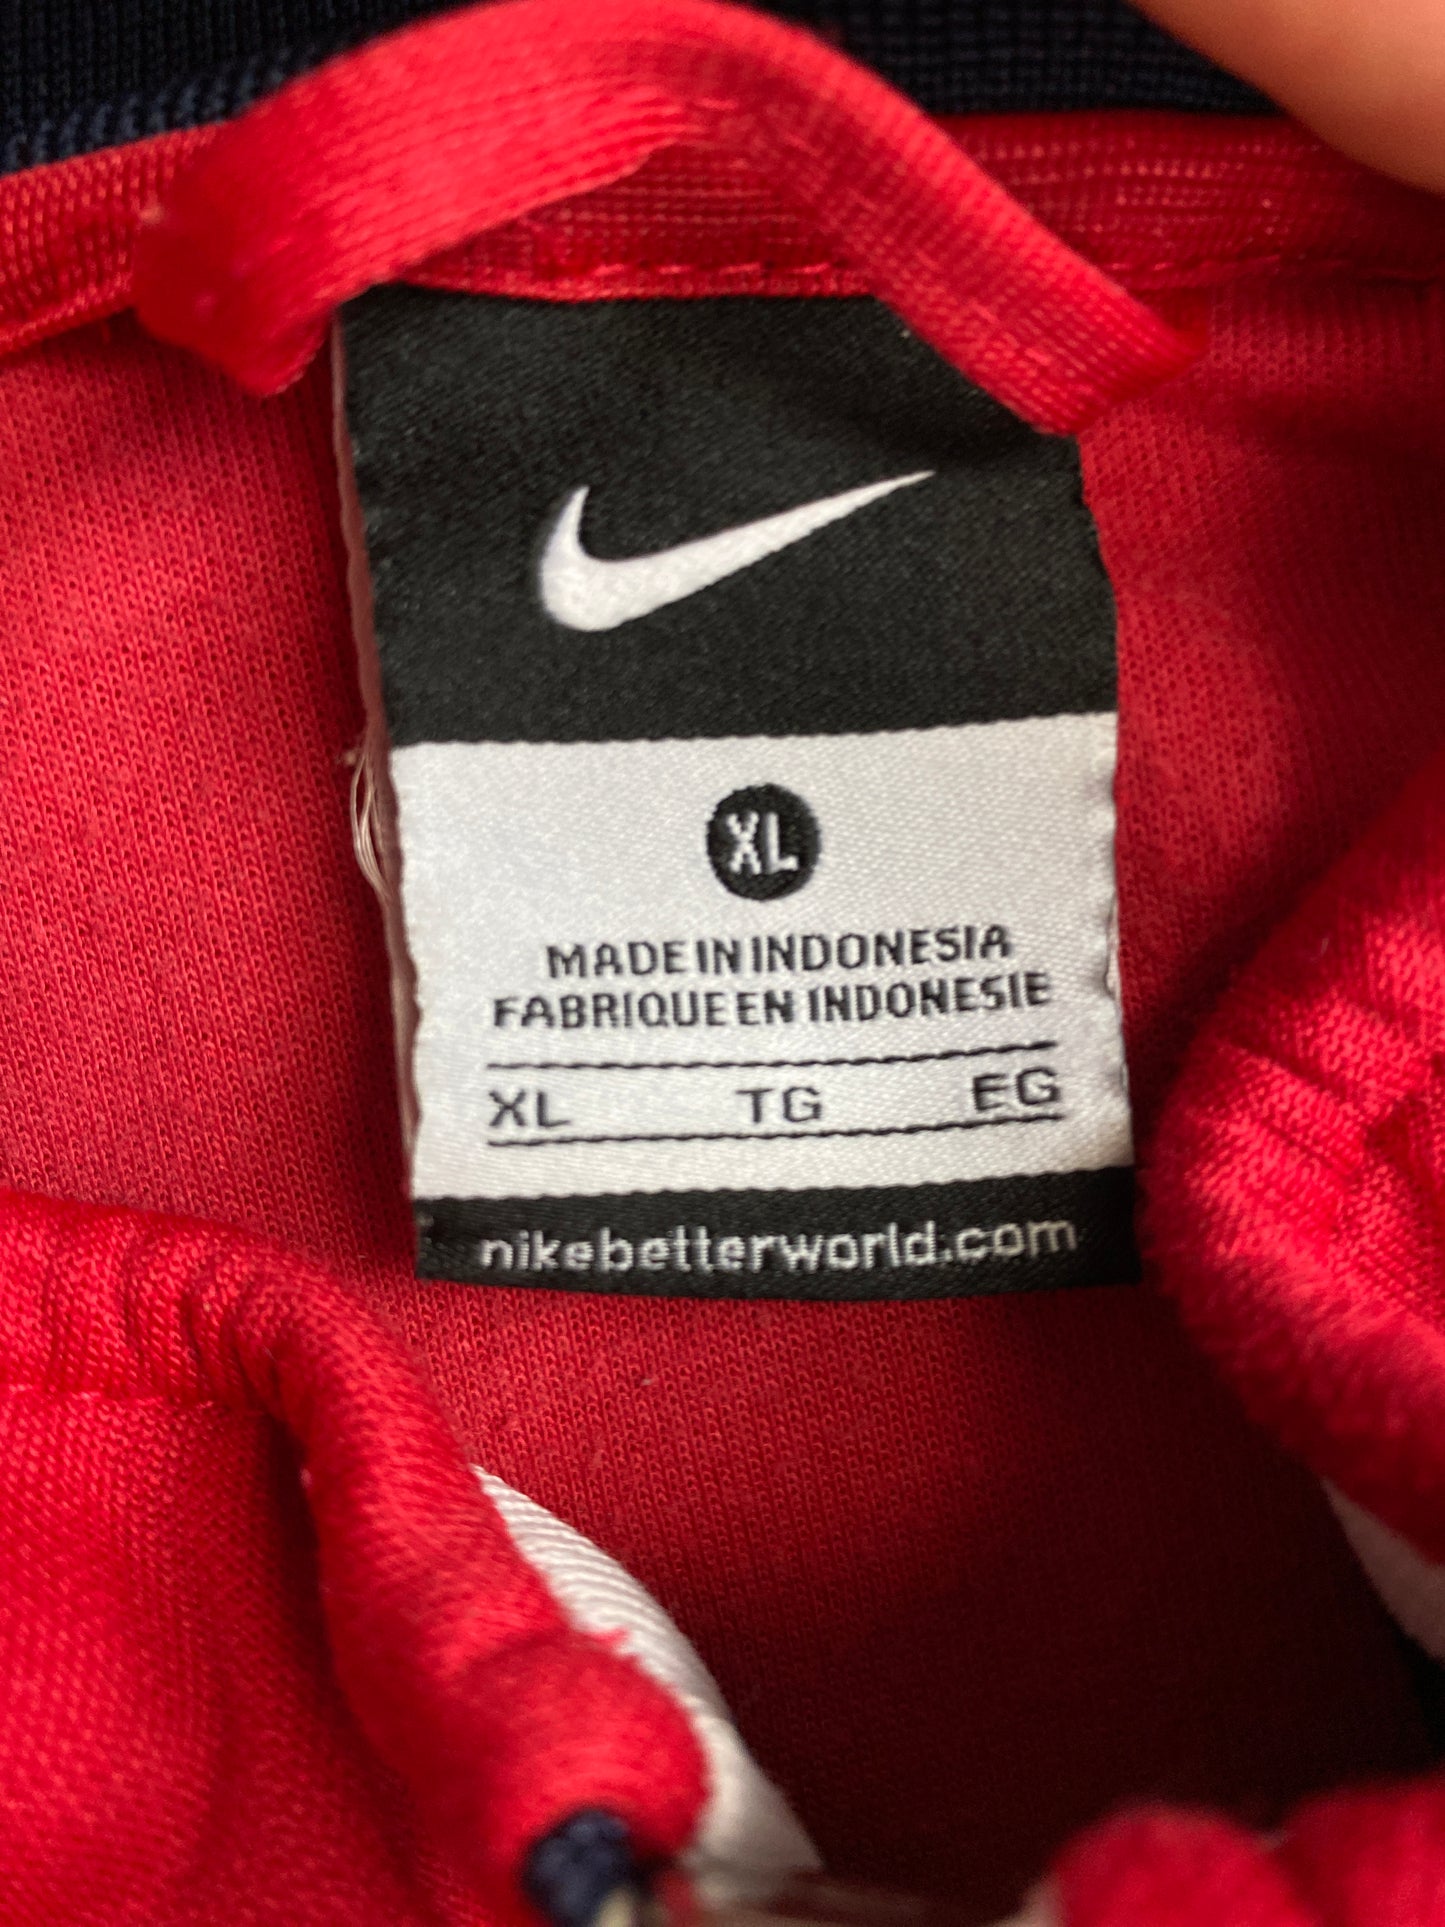 XL
MADE IN INDONESIA
FABRIQUE EN INDONESIE
XL TG EG
nikebetterworld.com